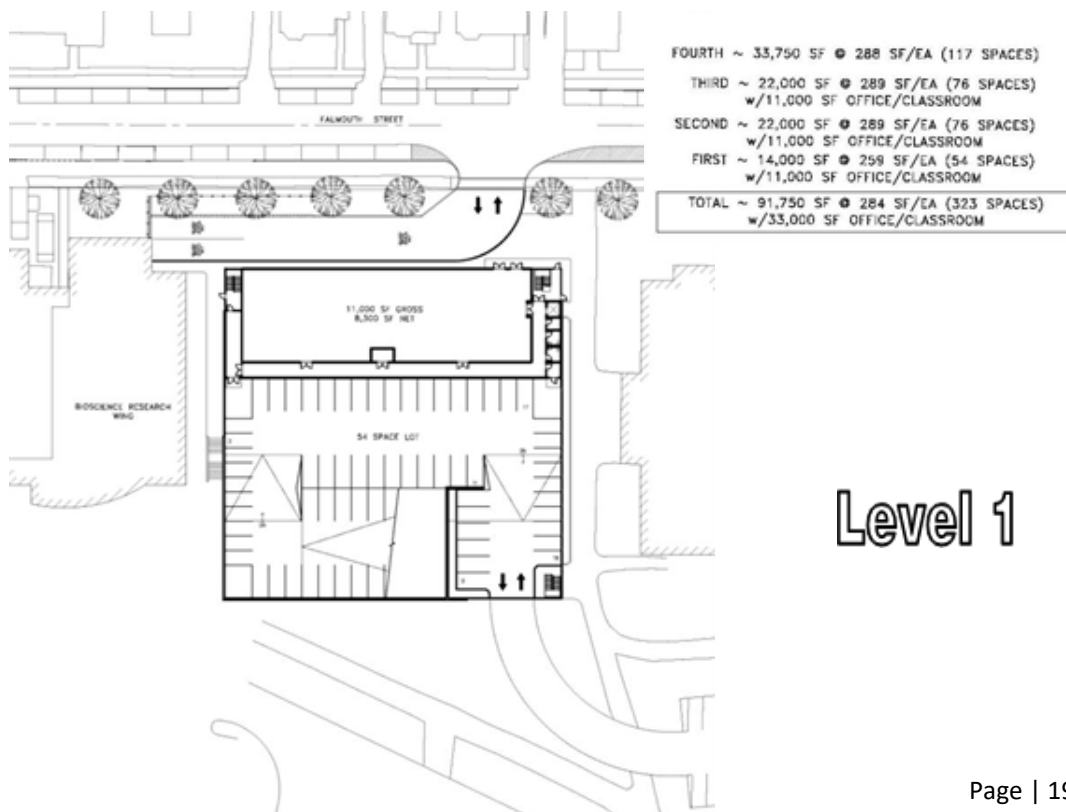 FOURTH ~ 33,750 SF @ 288 SF/EA (117 SPACES)
THIRD ~ 22,000 SF @ 289 SF/EA (76 SPACES)
w/11,000 SF OFFICE/CLASSROOM
SECOND ~ 22,000 SF @ 289 SF/EA (76 SPACES)
w/11,000 SF OFFICE/CLASSROOM
FIRST ~ 14,000 SF @ 259 SF/EA (54 SPACES)
w/11,000 SF OFFICE/CLASSROOM
TOTAL ~ 91,750 SF @ 284 SF/EA (323 SPACES)
w/33,000 SF OFFICE/CLASSROOM
FALMOUTH STREET
11,000 SF GROSS
8,300 SF NET
BIOSCIENCE RESEARCH
WING
17
54 SPACE LOT
Level 1
Page | 19